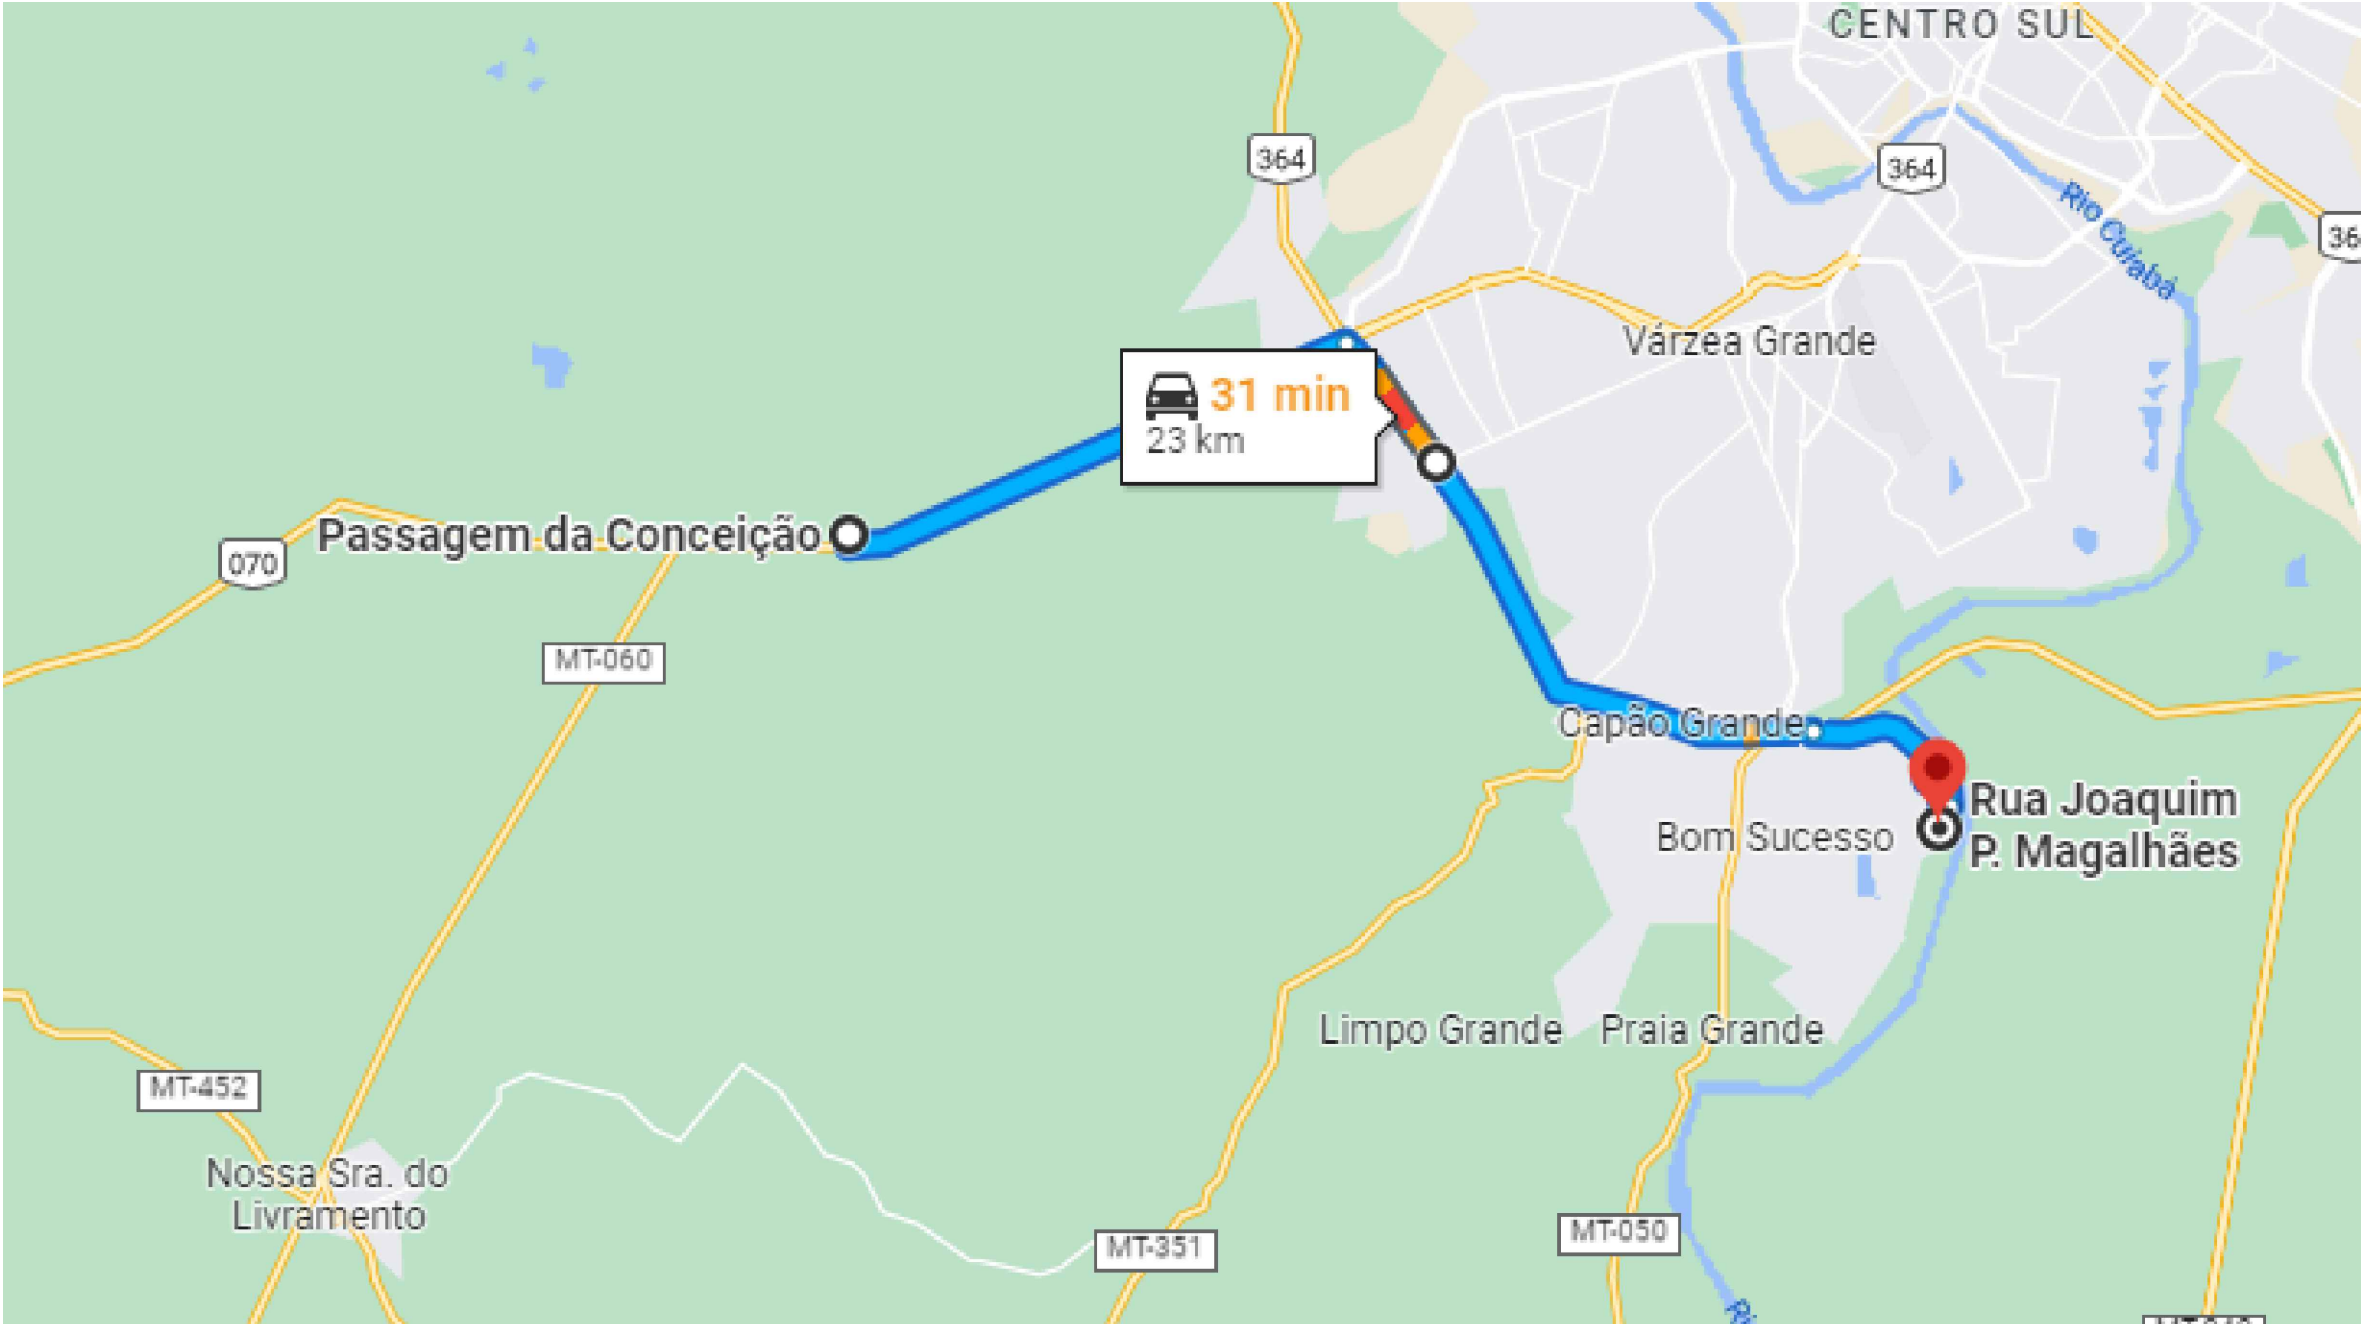 CENTRO SUL
364
364
Rio Cuiabá
36
Várzea Grande
31 min
23 km
Passagem da Conceição
070
MT-060
Capão Grande
Rua Joaquim
P. Magalhães
Bom Sucesso
Limpo Grande
Praia Grande
MT-452
Nossa Sra. do
Livramento
MT-351
MT-050